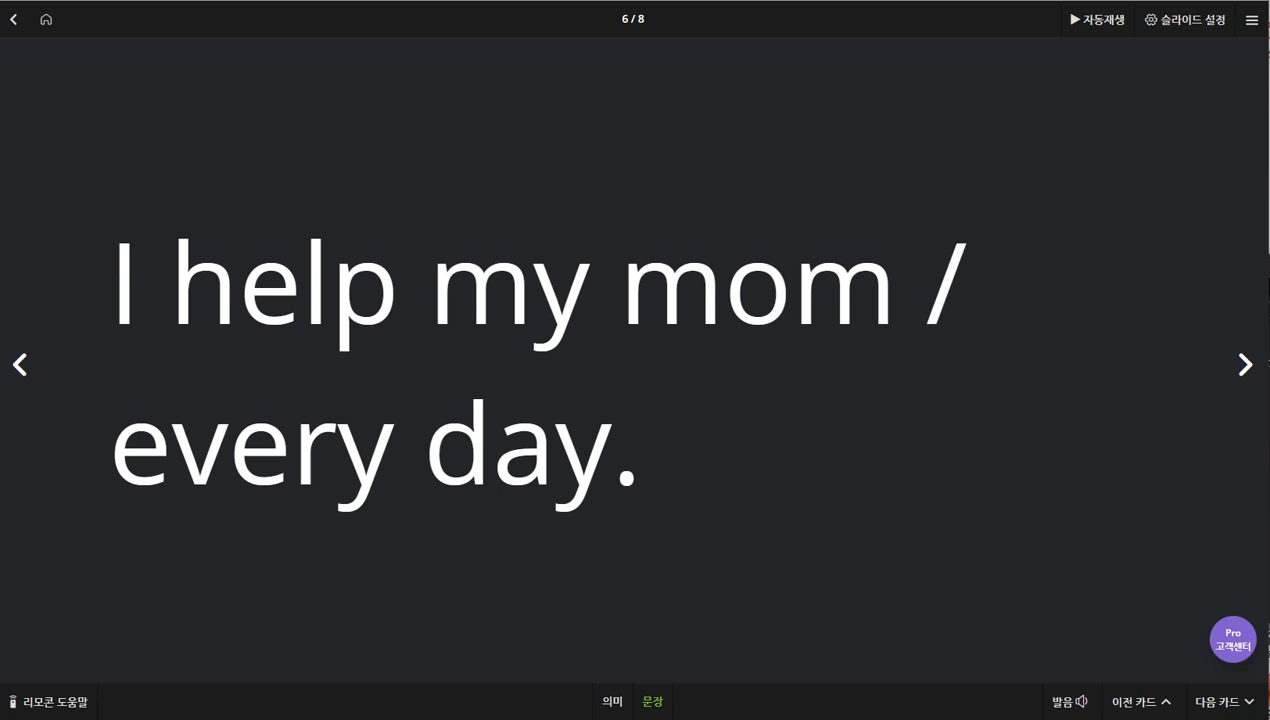 6 / 8
자동재생
슬라이드 설정
I help my mom /
every day.
Pro
고객센터
리모콘 도움말
의미
문장
발음
이전 카드
다음 카드